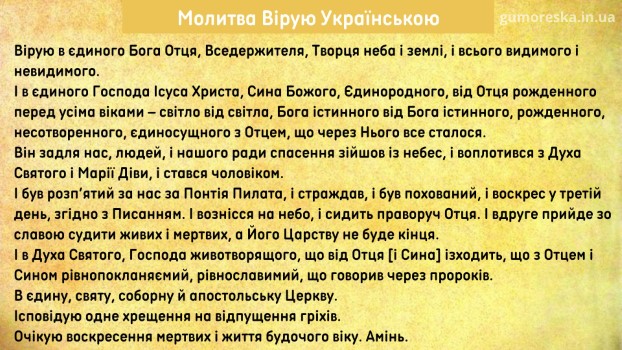 Молитва Вірую Українською
gumoreska.in.ua
Вірую в єдиного Бога Отця, Вседержителя, Творця неба і землі, і всього видимого і
невидимого.
І в єдиного Господа Ісуса Христа, Сина Божого, Єдинородного, від Отця рожденного
перед усіма віками – світло від світла, Бога істинного від Бога істинного, рожденного,
несотворенного, єдиносущного з Отцем, що через Нього все сталося.
Він задля нас, людей, і нашого ради спасення зійшов із небес, і воплотився з Духа
Святого і Марії Діви, і стався чоловіком.
І був розп'ятий за нас за Понтія Пилата, і страждав, і був похований, і воскрес у третій
день, згідно з Писанням. І вознісся на небо, і сидить праворуч Отця. І вдруге прийде зо
славою судити живих і мертвих, а Його Царству не буде кінця.
І в Духа Святого, Господа животворящого, що від Отця [і Сина] ізходить, що з Отцем і
Сином рівнопокланяємий, рівнославимий, що говорив через пророків.
В єдину, святу, соборну й апостольську Церкву.
Ісповідую одне хрещення на відпущення гріхів.
Очікую воскресення мертвих і життя будочого віку. Амінь.